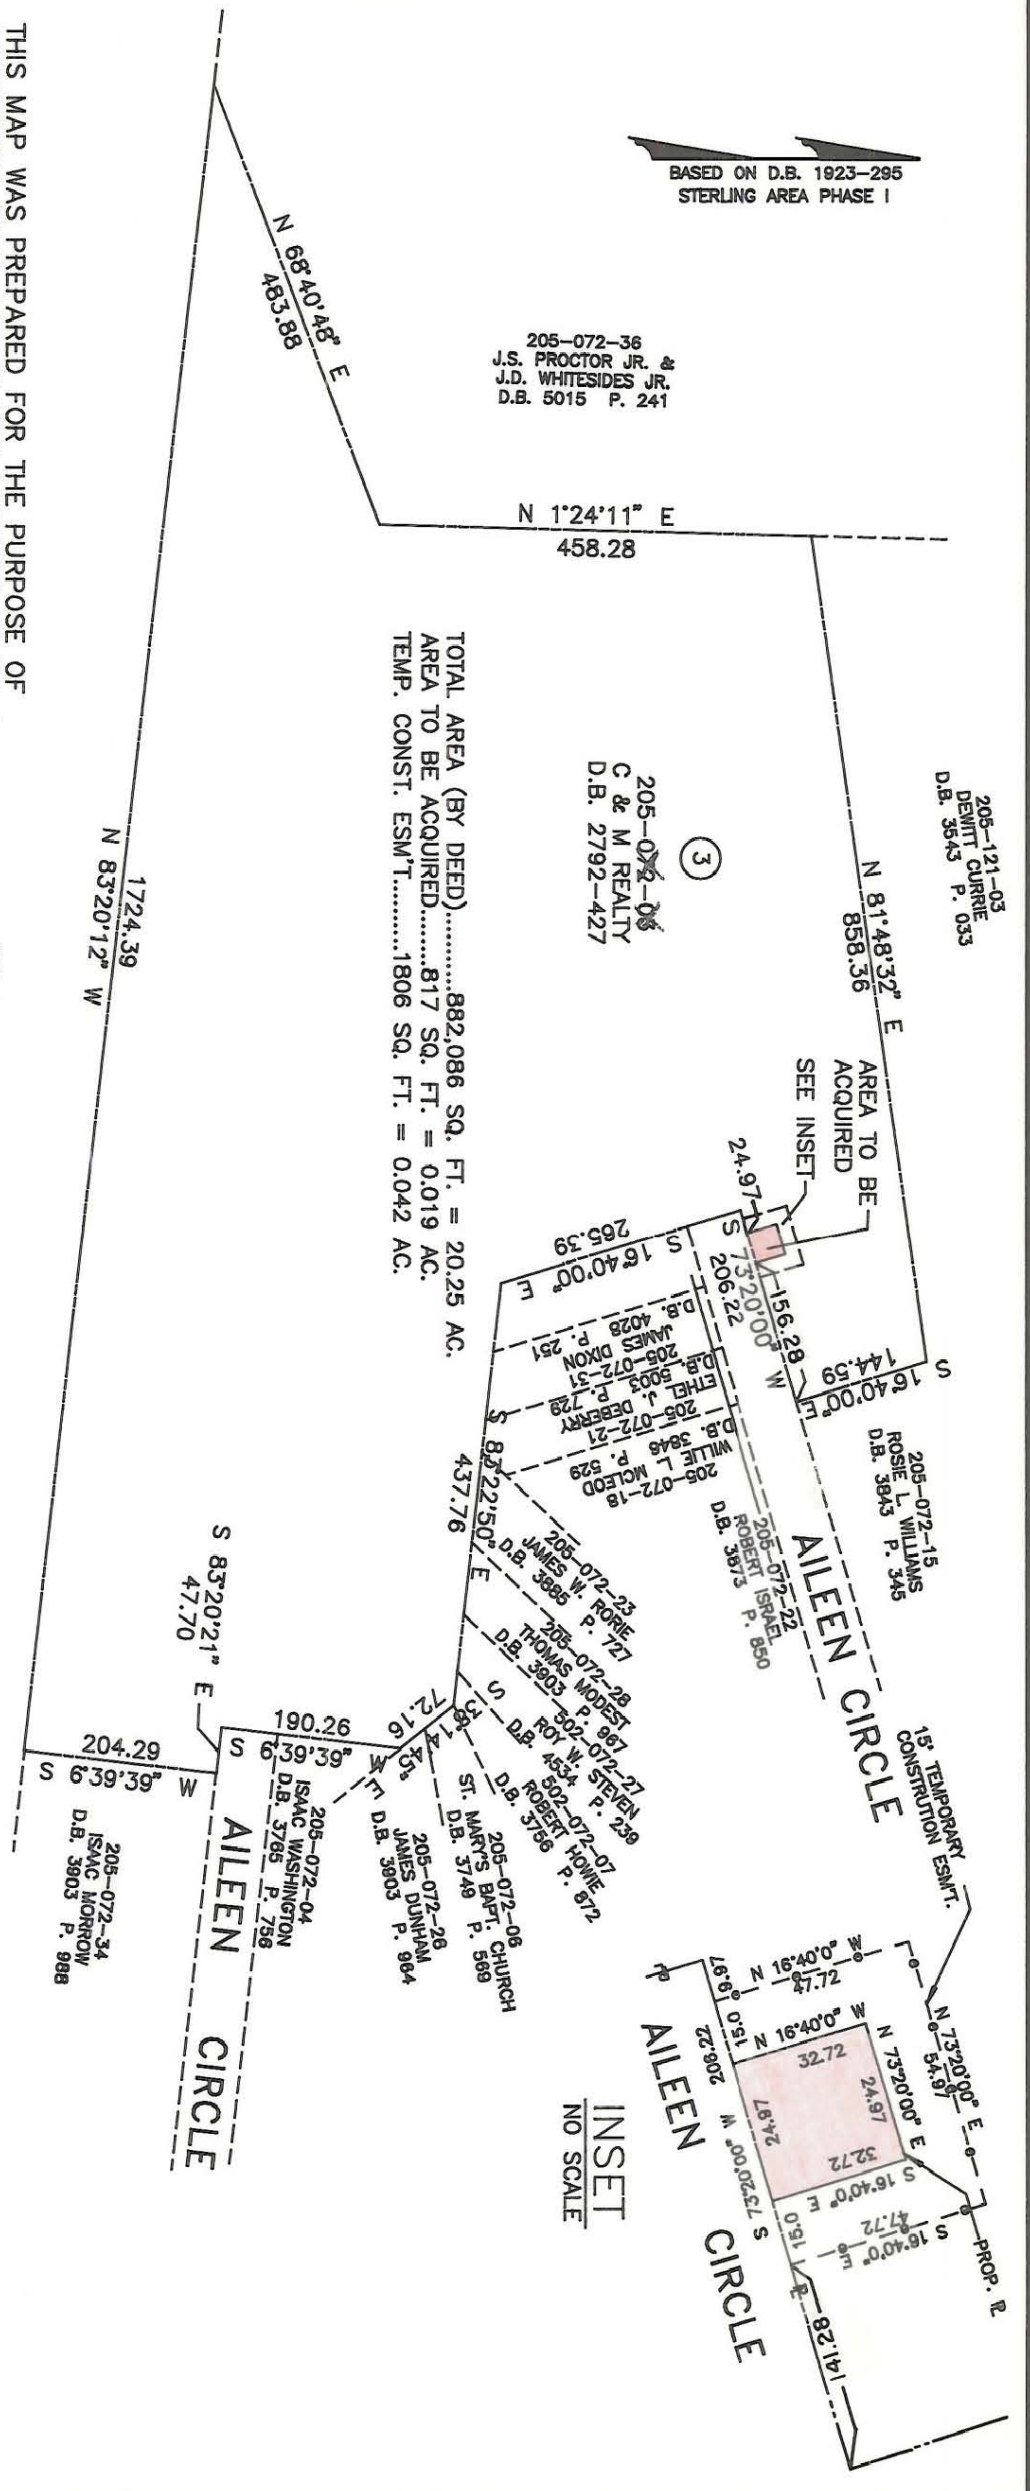 THIS MAP WAS PREPARED FOR THE PURPOSE OF
BASED ON D.B. 1923-295
STERLING AREA PHASE I
205-072-36
J.S. PROCTOR JR. &
J.D. WHITESIDES JR.
D.B. 5015 P. 241
N 68°40'48" E
483.88
N 1°24'11" E
458.28
205-121-03
DEWITT CURRIE
D.B. 3543 P. 033
N 81°48'32" E
858.36
3
C & M REALTY
D.B. 2792-427
TOTAL AREA (BY DEED)..........882,086 SQ. FT. = 20.25 AC.
AREA TO BE ACQUIRED.........817 SQ. FT. = 0.019 AC.
TEMP. CONST. ESM'T..........1806 SQ. FT. = 0.042 AC.
1724.39
N 83°20'12" W
AREA TO BE
ACQUIRED
SEE INSET
24.97
156.28
S 73°20'00" W
206.22
S 16°40'00" E
144.59
S 16°40'00" E
265.39
205-072-15
ROSIE L. WILLIAMS
D.B. 3843 P. 345
205-072-31
JAMES DIXON
D.B. 4028 P. 251
205-072-21
ETHEL J. DEBERRY
D.B. 5003 P. 729
205-072-18
WILLIE L. MCLEOD
D.B. 3846 P. 529
205-072-22
ROBERT ISRAEL
D.B. 3873 P. 850
AILEEN CIRCLE
22'50" E
437.76
205-072-23
JAMES W. RORIE
D.B. 3885 P. 727
205-072-28
THOMAS MODEST
D.B. 3903 P. 967
502-072-27
ROY W. STEVEN
D.B. 4534 P. 239
502-072-07
ROBERT HOWIE
D.B. 3756 P. 872
205-072-06
ST. MARY'S BAPT. CHURCH
D.B. 3749 P. 569
205-072-26
JAMES DUNHAM
D.B. 3903 P. 964
S 38°14'45" W
72.16
190.26
S 6°39'39" W
205-072-04
ISAAC WASHINGTON
D.B. 3765 P. 756
S 83°20'21" E
47.70
204.29
S 6°39'39" W
AILEEN CIRCLE
205-072-34
ISAAC MORROW
D.B. 3903 P. 988
15' TEMPORARY
CONSTRUTION ESM'T.
N 73°20'00" E
54.97
N 16°40'0" W
47.72
N 16°40'0" W
32.72
N 73°20'00" E
24.97
32.72
S 16°40'0" E
S 16°40'0" E
47.72
PROP. PL
9.97
15.0
206.22
24.97
S 73°20'00" W
15.0
141.28
AILEEN CIRCLE
INSET
NO SCALE